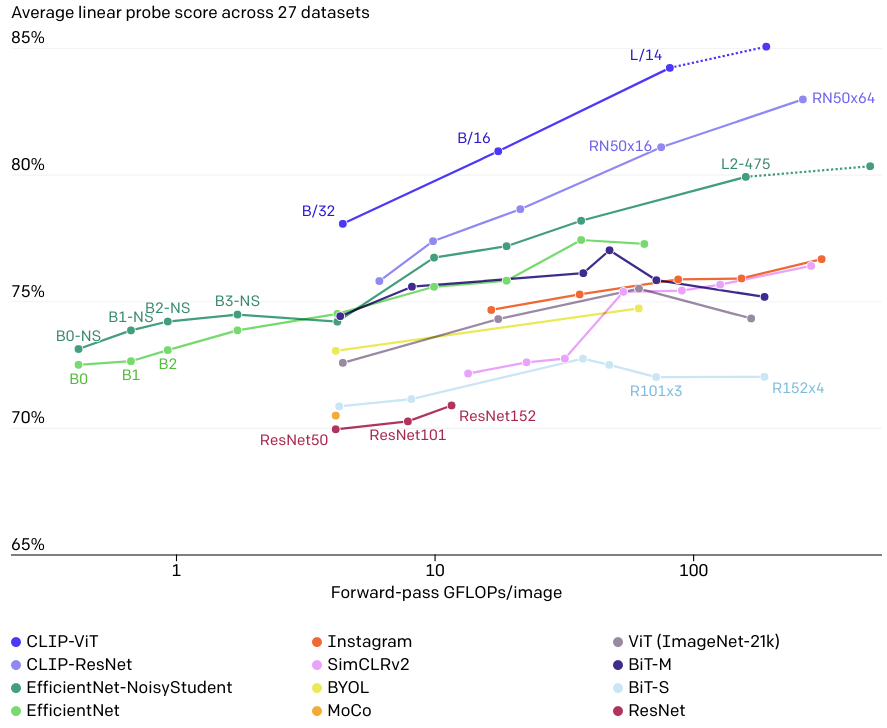 Average linear probe score across 27 datasets
85%
L/14
RN50x64
B/16
RN50x16
80%
L2-475
B/32
75%
B3-NS
B2-NS
B1-NS
B0-NS
B0
B1
B2
R101x3
R152x4
70%
ResNet152
ResNet101
ResNet50
65%
1 10 100
Forward-pass GFLOPs/image
CLIP-ViT
CLIP-ResNet
EfficientNet-NoisyStudent
EfficientNet
Instagram
SimCLRv2
BYOL
MoCo
ViT (ImageNet-21k)
BiT-M
BiT-S
ResNet